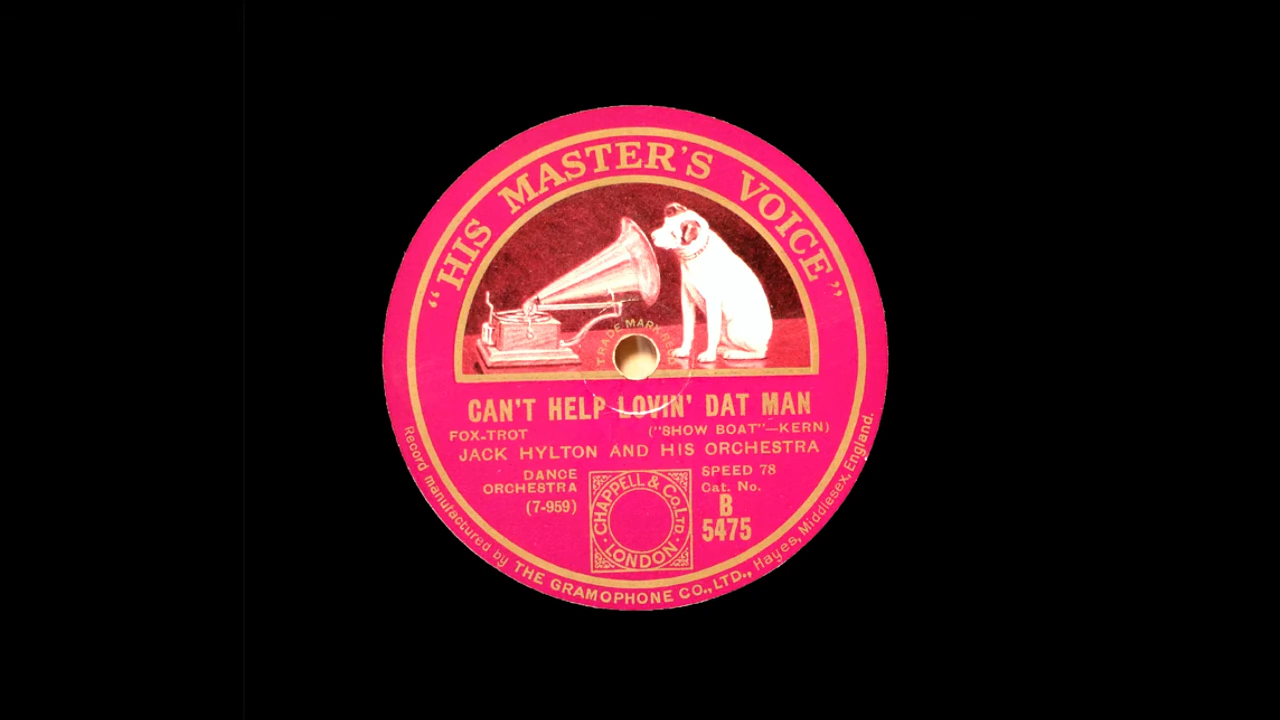 “HIS MASTER'S VOICE”
TRADE MARK REGD
CAN'T HELP LOVIN' DAT MAN
FOX-TROT ("SHOW BOAT"—KERN)
JACK HYLTON AND HIS ORCHESTRA
DANCE ORCHESTRA
(7-959)
CHAPPELL & Co. LTD.
· LONDON ·
SPEED 78
Cat. No.
B
5475
Record manufactured by THE GRAMOPHONE CO., LTD., Hayes, Middlesex, England.